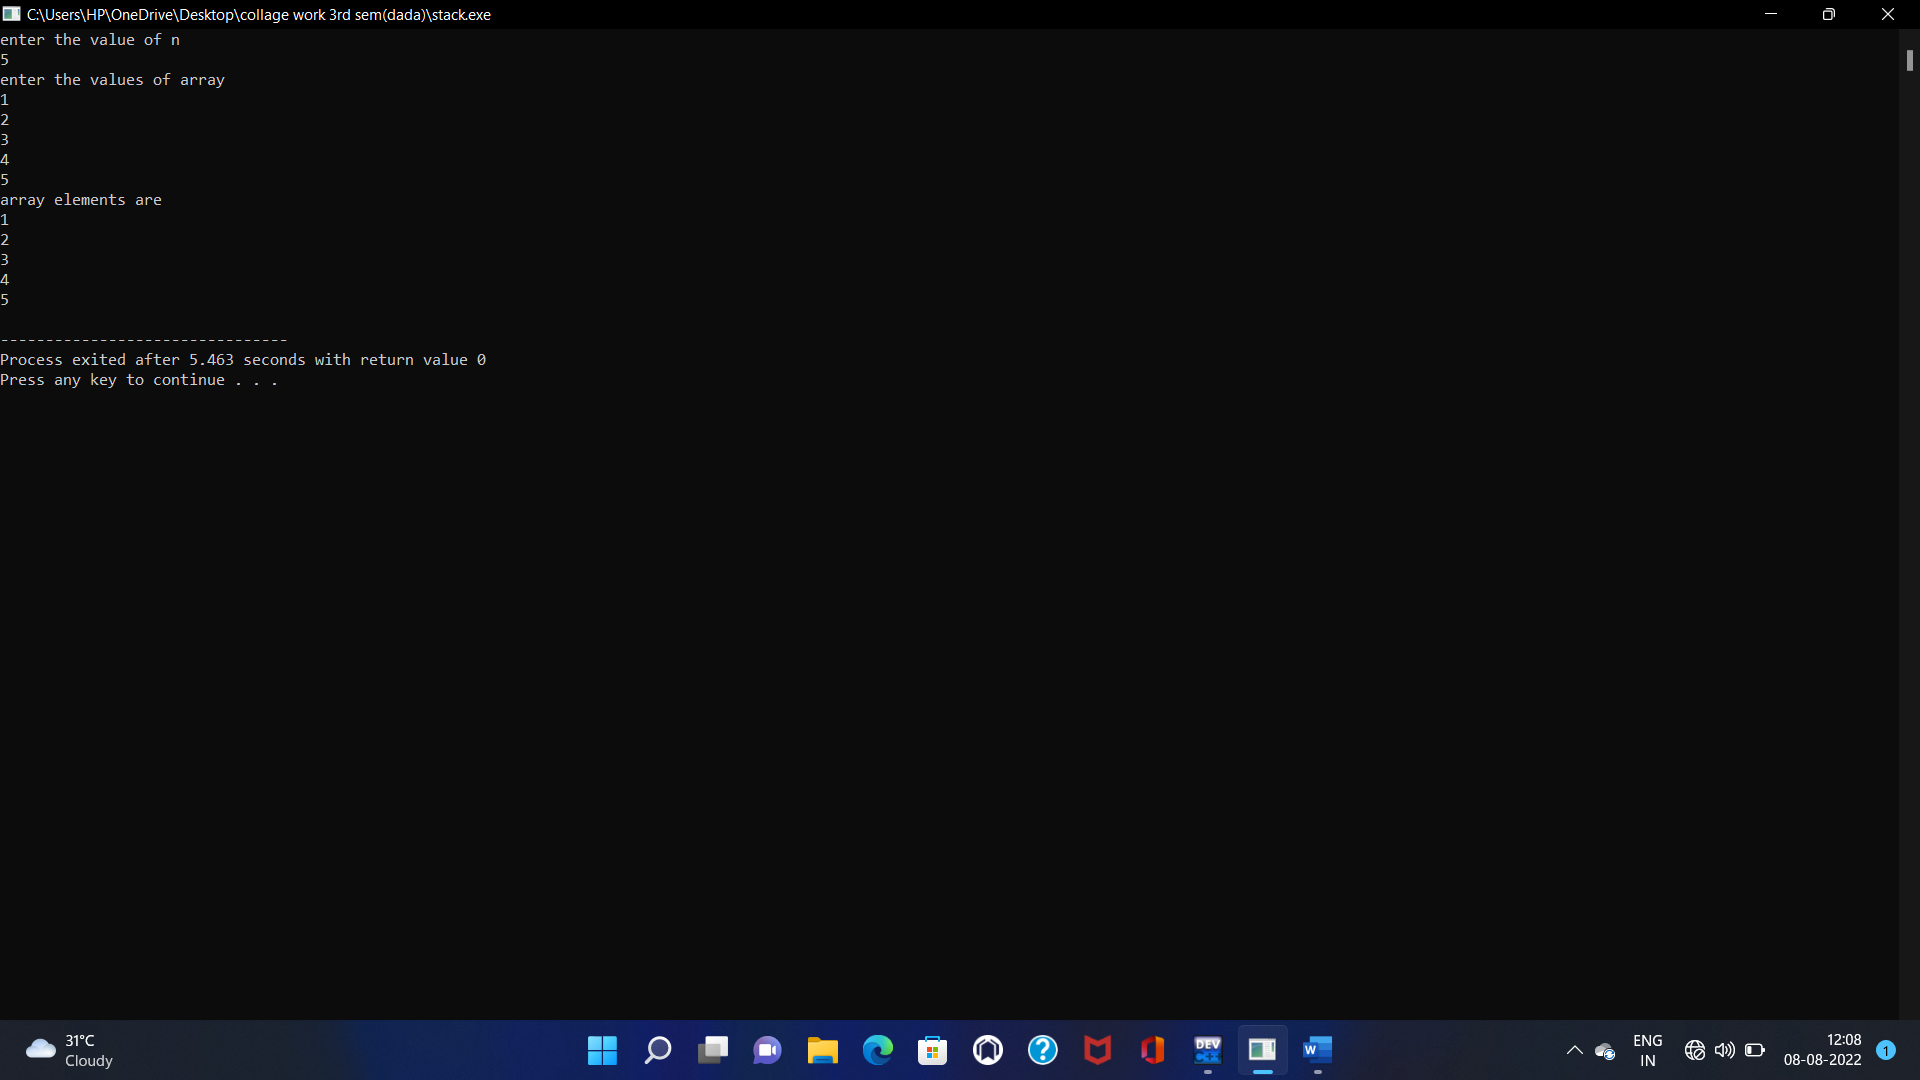 C:\Users\HP\OneDrive\Desktop\collage work 3rd sem(dada)\stack.exe
enter the value of n
5
enter the values of array
1
2
3
4
5
array elements are
1
2
3
4
5
--------------------------------
Process exited after 5.463 seconds with return value 0
Press any key to continue . . .
31°C
Cloudy
DEV
C++
W
ENG
IN
12:08
08-08-2022
1